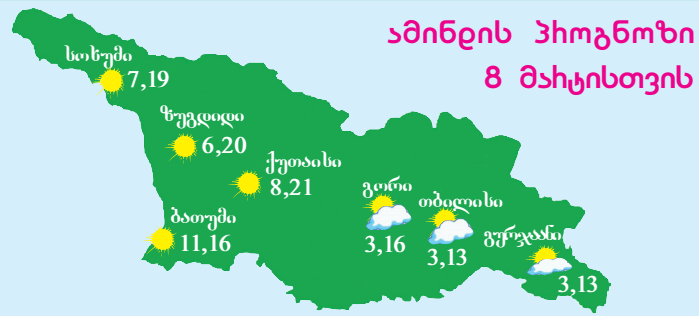 ამინდის პროგნოზი
8 მარტისთვის
სოხუმი
7,19
ზუგდიდი
6,20
ქუთაისი
8,21
ბათუმი
11,16
გორი
3,16
თბილისი
3,13
გურჯაანი
3,13